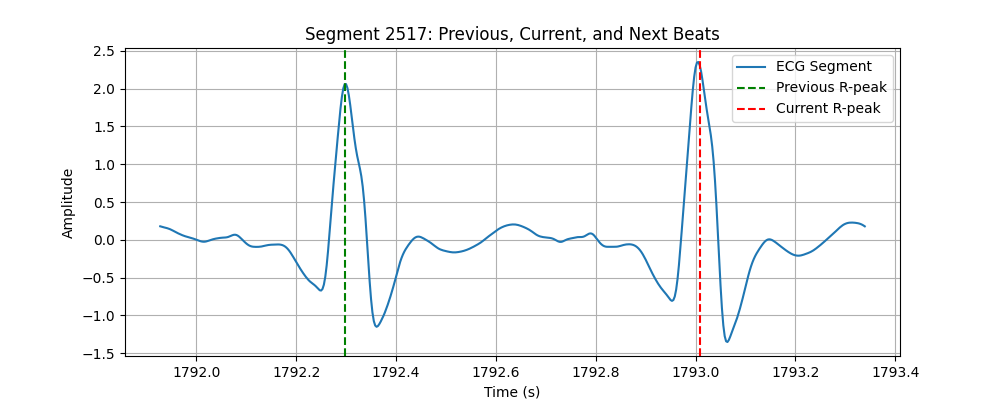 Segment 2517: Previous, Current, and Next Beats
ECG Segment
Previous R-peak
Current R-peak
Amplitude
2.5
2.0
1.5
1.0
0.5
0.0
−0.5
−1.0
−1.5
1792.0 1792.2 1792.4 1792.6 1792.8 1793.0 1793.2 1793.4
Time (s)